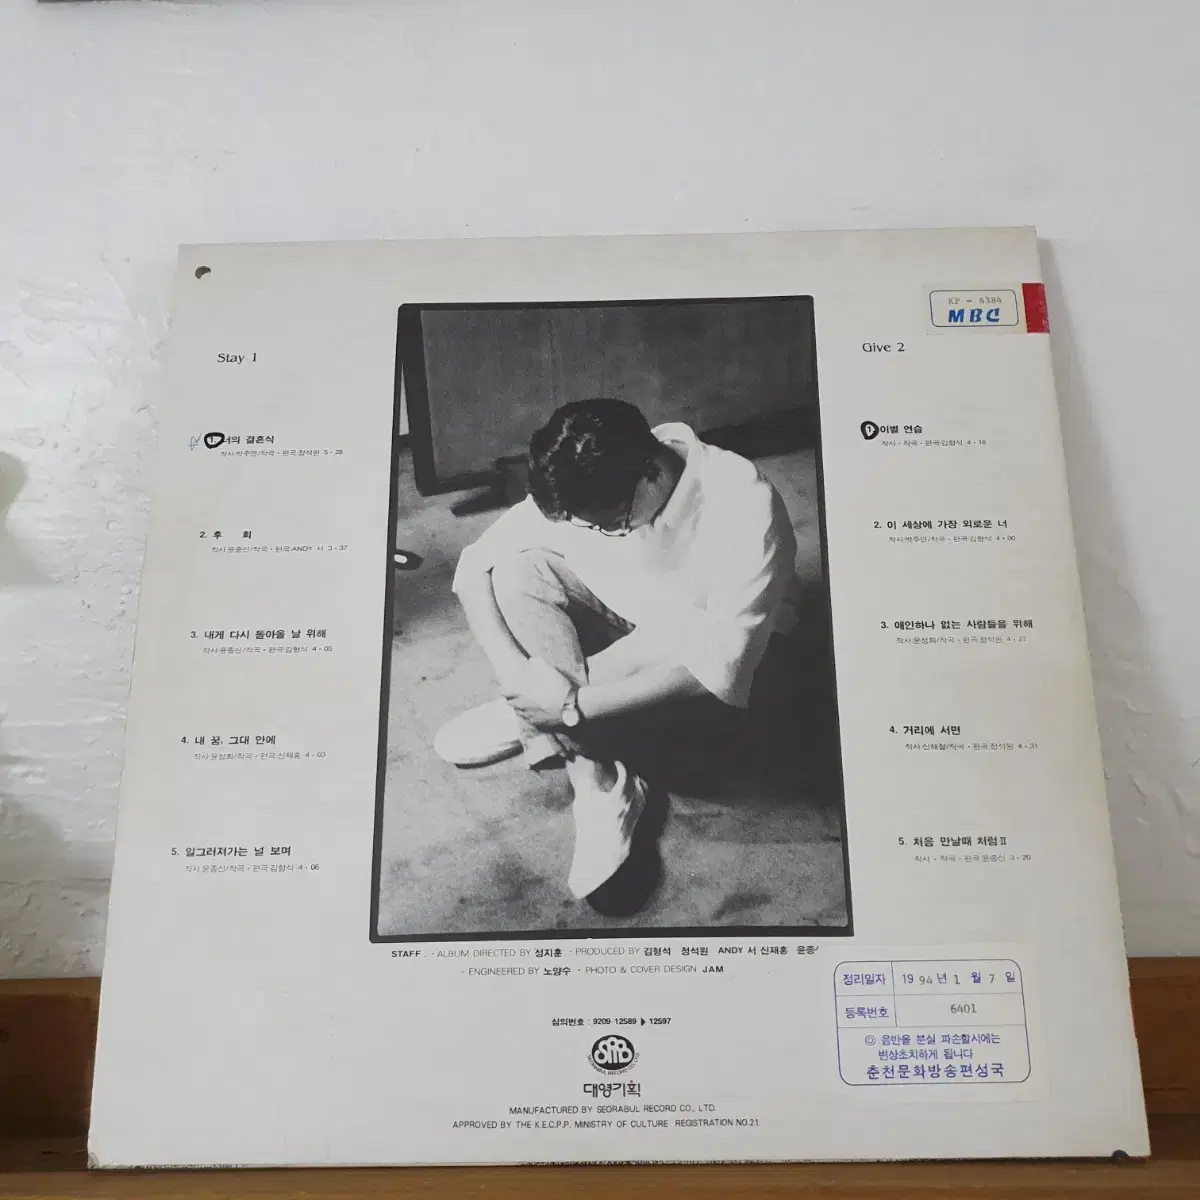 KP - 6384
MBC
Stay 1
1. 너의 결혼식
작사:박주연/작곡·편곡:정석원 5·28
2. 후 회
작사:윤종신/작곡·편곡:ANDY 서 3·37
3. 내게 다시 돌아올 날 위해
작사:윤종신/작곡·편곡:김형석 4·05
4. 내 꿈, 그대 안에
작사:윤성화/작곡·편곡:신재홍 4·03
5. 일그러져가는 널 보며
작사:윤종신/작곡·편곡:김형석 4·06
Give 2
1 이별 연습
작사·작곡·편곡:김형석 4·18
2. 이 세상에 가장 외로운 너
작사:박주연/작곡·편곡:김형석 4·00
3. 애인하나 없는 사람들을 위해
작사:윤성화/작곡·편곡:정석원 4·27
4. 거리에 서면
작사:신해철/작곡·편곡:정석원 4·31
5. 처음 만날때 처럼 II
작사·작곡·편곡:윤종신 3·20
STAFF · ALBUM DIRECTED BY 성지훈 · PRODUCED BY 김형석 정석원 ANDY 서 신재홍 윤종
· ENGINEERED BY 노양수 · PHOTO & COVER DESIGN JAM
심의번호 : 9209-12589 ▶ 12597
SRB
SEORABUL RECORD CO., LTD.
대영기획
MANUFACTURED BY SEORABUL RECORD CO., LTD.
APPROVED BY THE K.E.C.P.P. MINISTRY OF CULTURE REGISTRATION NO.21
정리일자 1994년 1월 7일
등록번호 6401
◎ 음반을 분실 파손할시에는
변상조치하게 됩니다
춘천문화방송편성국